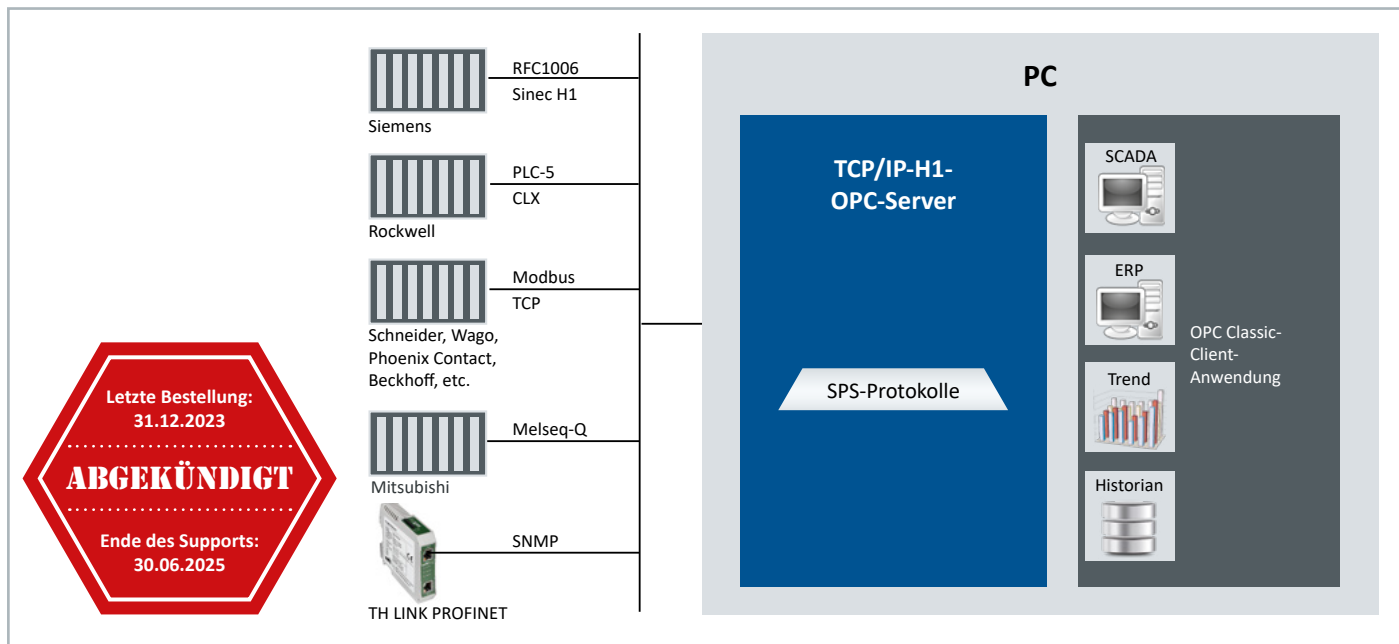 RFC1006
Sinec H1
Siemens
PLC-5
CLX
Rockwell
Modbus
TCP
Schneider, Wago,
Phoenix Contact,
Beckhoff, etc.
Melseq-Q
Mitsubishi
SNMP
TH LINK PROFINET
Letzte Bestellung:
31.12.2023
ABGEKÜNDIGT
Ende des Supports:
30.06.2025
PC
TCP/IP-H1-
OPC-Server
SPS-Protokolle
SCADA
ERP
Trend
Historian
OPC Classic-
Client-
Anwendung